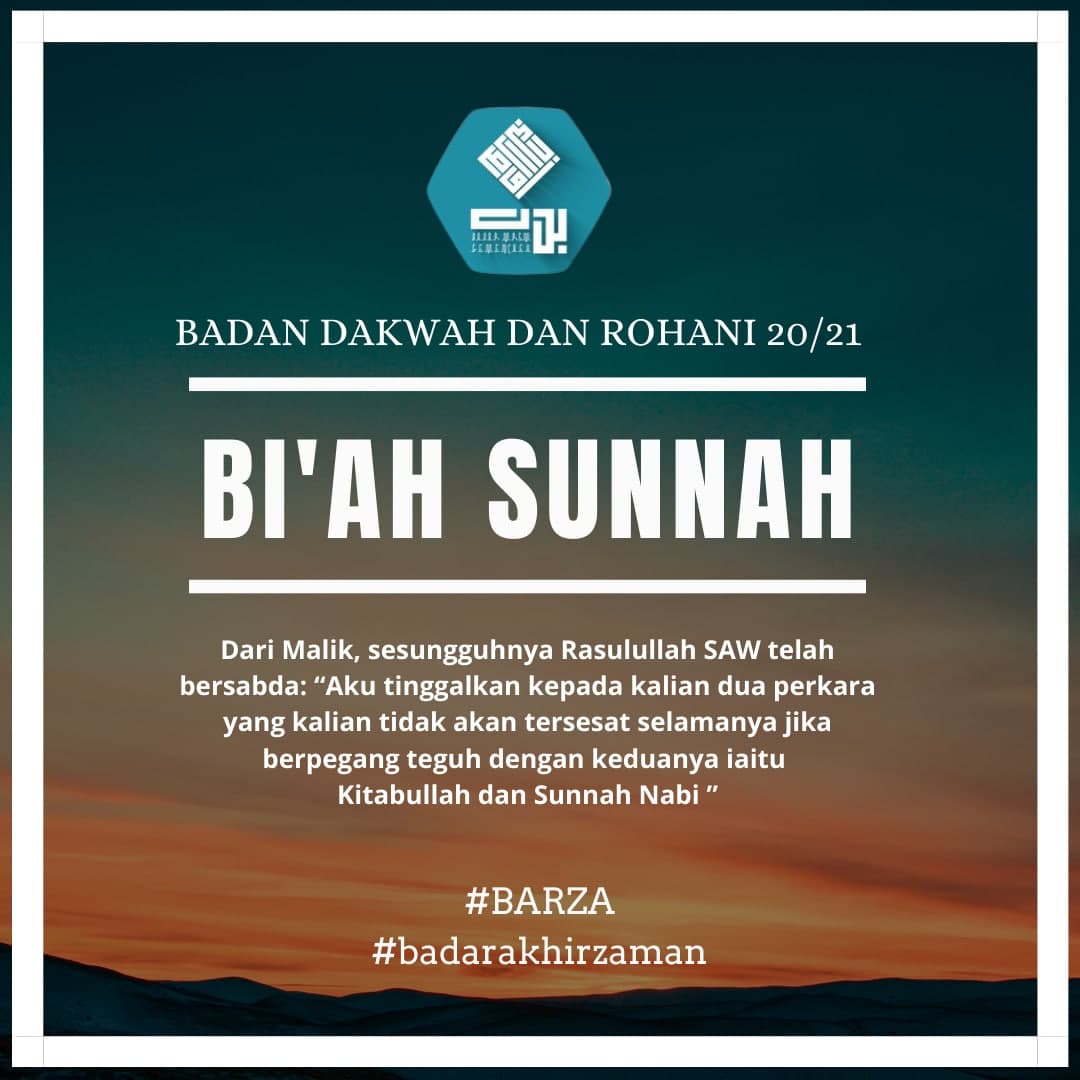 BADAN DAKWAH DAN ROHANI 20/21
BI'AH SUNNAH
Dari Malik, sesungguhnya Rasulullah SAW telah
bersabda: “Aku tinggalkan kepada kalian dua perkara
yang kalian tidak akan tersesat selamanya jika
berpegang teguh dengan keduanya iaitu
Kitabullah dan Sunnah Nabi ”
#BARZA
#badarakhirzaman